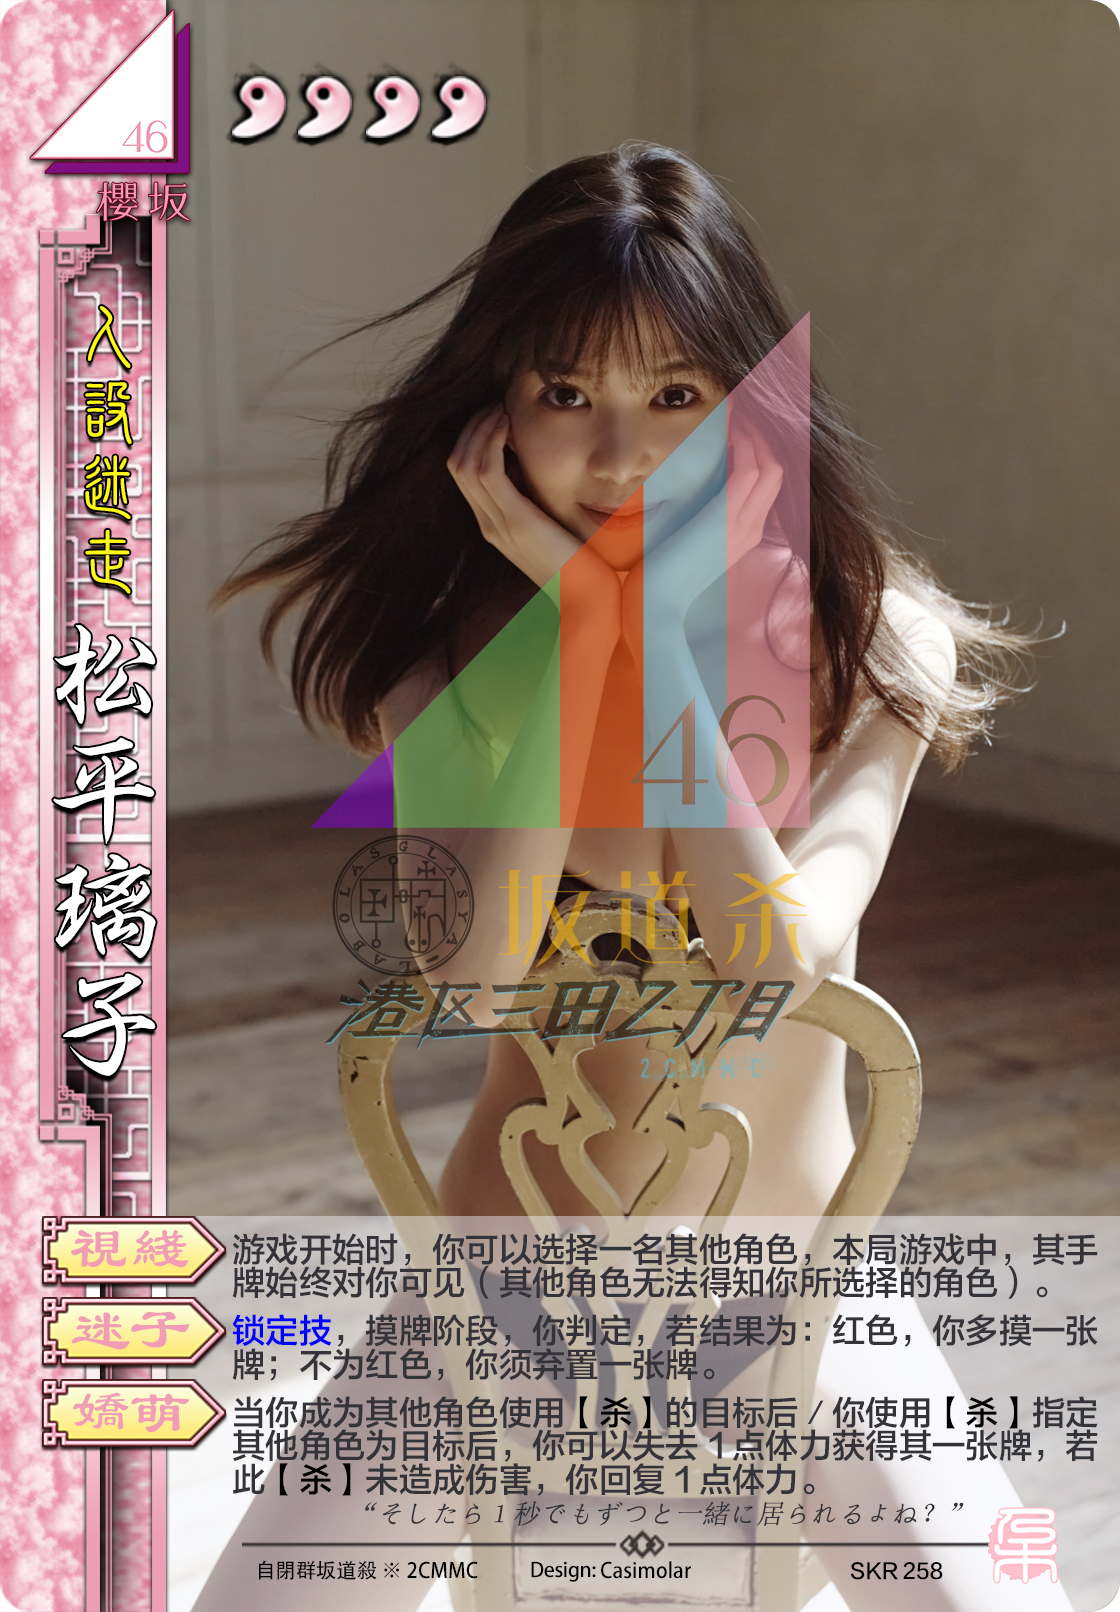 46
櫻坂
人設迷走
松平璃子
46
GLASYALABOLAS
坂道杀
港区三田2丁目
2CMMC
視綫
游戏开始时，你可以选择一名其他角色，本局游戏中，其手
牌始终对你可见（其他角色无法得知你所选择的角色）。
迷子
锁定技，摸牌阶段，你判定，若结果为：红色，你多摸一张
牌；不为红色，你须弃置一张牌。
嬌萌
当你成为其他角色使用【杀】的目标后 / 你使用【杀】指定
其他角色为目标后，你可以失去 1点体力获得其一张牌，若
此【杀】未造成伤害，你回复 1 点体力。
“そしたら１秒でもずつと一緒に居られるよね？”
自閉群坂道殺 ※ 2CMMC
Design: Casimolar
SKR 258